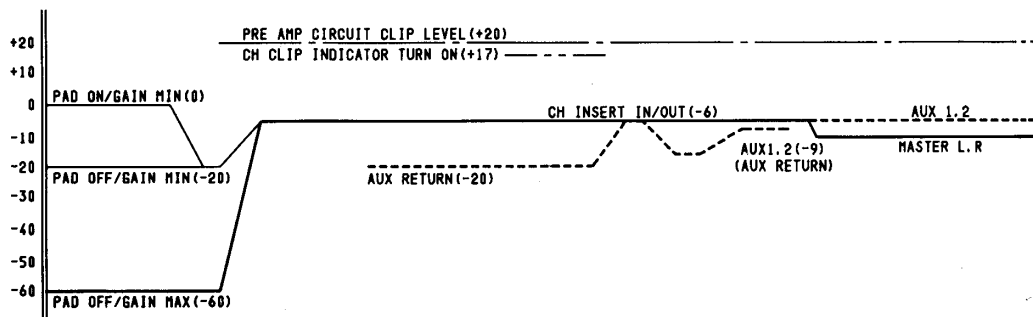 PRE AMP CIRCUIT CLIP LEVEL(+20)
+20
CH CLIP INDICATOR TURN ON(+17)
+10
PAD ON/GAIN MIN(0)
0
CH INSERT IN/OUT(-6)
AUX 1.2
-10
AUX1.2(-9)
MASTER L.R
(AUX RETURN)
-20
PAD OFF/GAIN MIN(-20)
AUX RETURN(-20)
-30
-40
-50
-60
PAD OFF/GAIN MAX(-60)